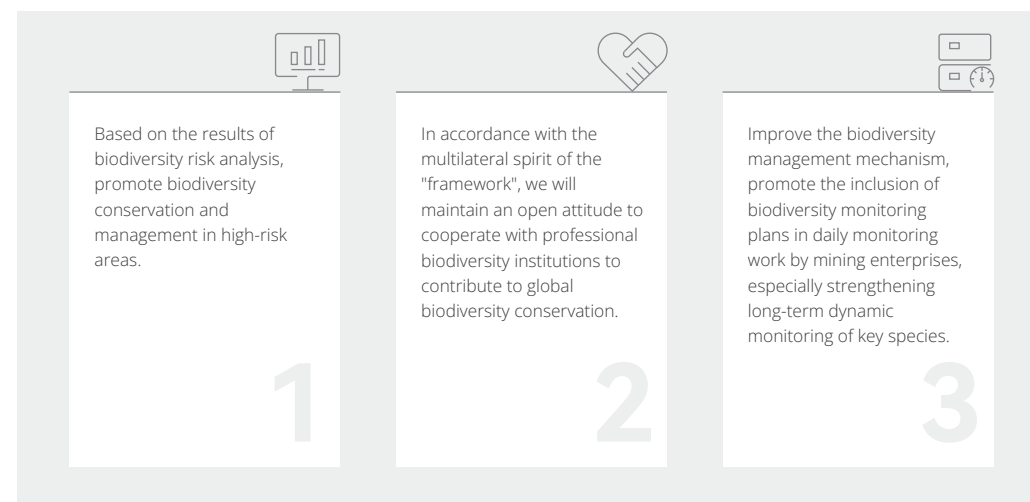 Based on the results of
biodiversity risk analysis,
promote biodiversity
conservation and
management in high-risk
areas.
1
In accordance with the
multilateral spirit of the
"framework", we will
maintain an open attitude to
cooperate with professional
biodiversity institutions to
contribute to global
biodiversity conservation.
2
Improve the biodiversity
management mechanism,
promote the inclusion of
biodiversity monitoring
plans in daily monitoring
work by mining enterprises,
especially strengthening
long-term dynamic
monitoring of key species.
3